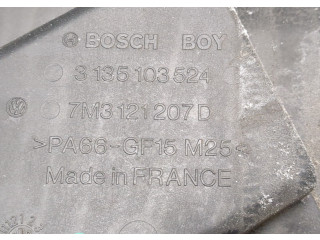 BOSCH BOY
3 135 103 524
7M3 121 207 D
>PA66-GF15 M25<
Made in FRANCE